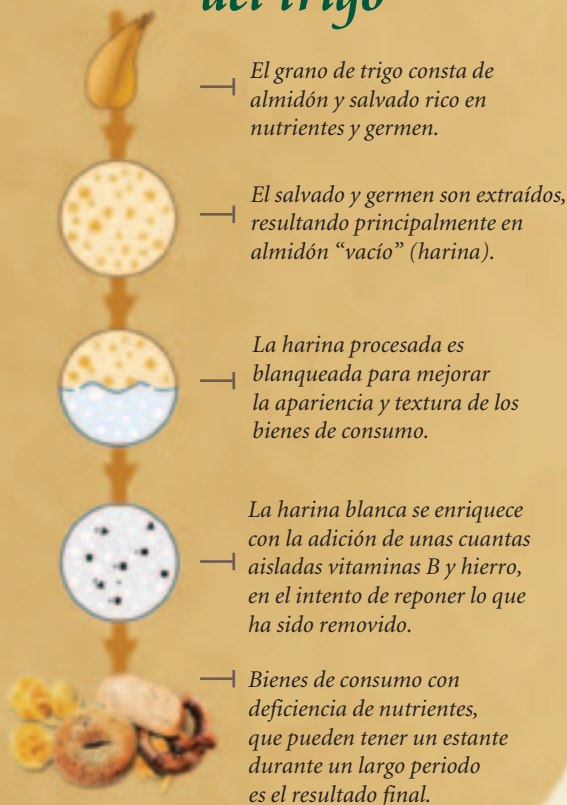 del trigo
El grano de trigo consta de
almidón y salvado rico en
nutrientes y germen.
El salvado y germen son extraídos,
resultando principalmente en
almidón “vacío” (harina).
La harina procesada es
blanqueada para mejorar
la apariencia y textura de los
bienes de consumo.
La harina blanca se enriquece
con la adición de unas cuantas
aisladas vitaminas B y hierro,
en el intento de reponer lo que
ha sido removido.
Bienes de consumo con
deficiencia de nutrientes,
que pueden tener un estante
durante un largo periodo
es el resultado final.